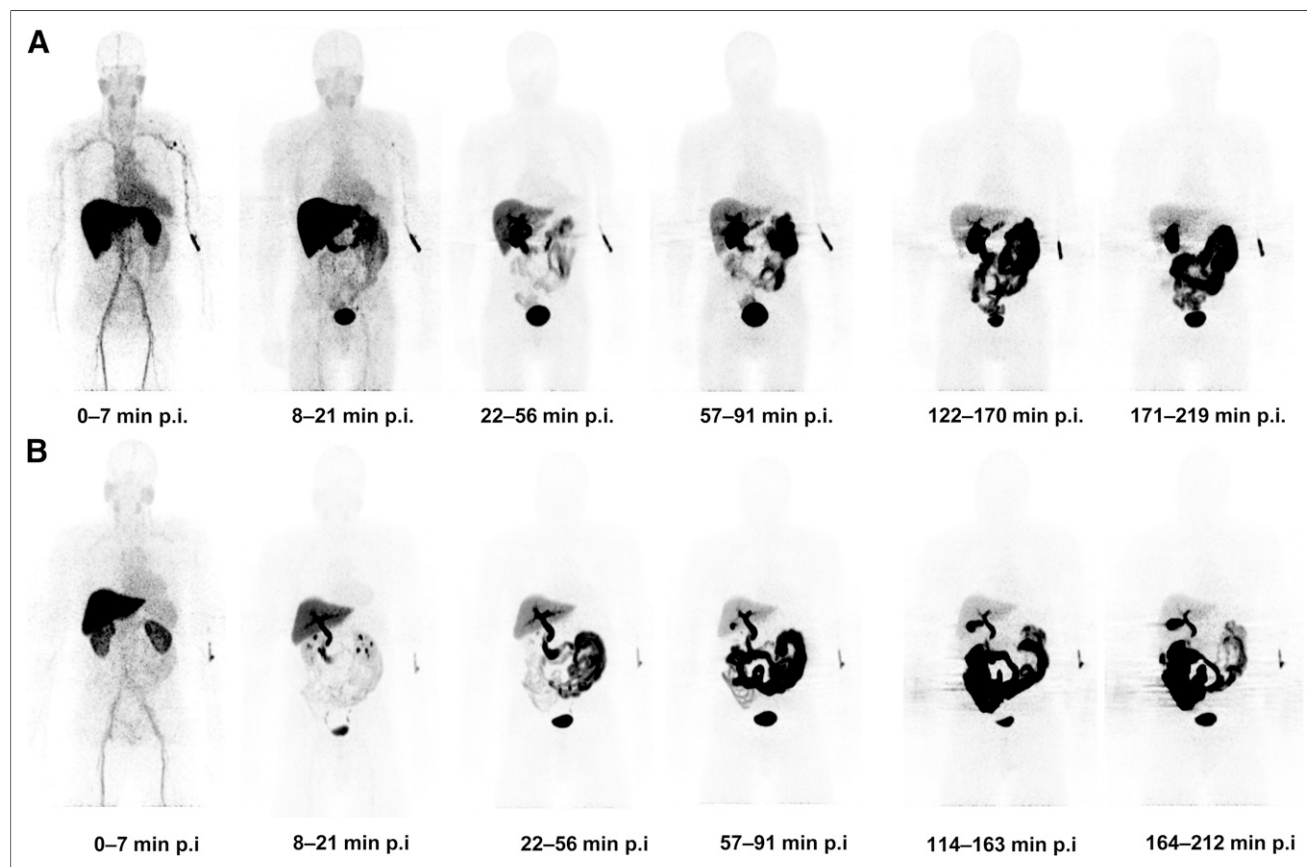 A
0–7 min p.i. 8–21 min p.i. 22–56 min p.i. 57–91 min p.i. 122–170 min p.i. 171–219 min p.i.
B
0–7 min p.i 8–21 min p.i 22–56 min p.i 57–91 min p.i 114–163 min p.i 164–212 min p.i